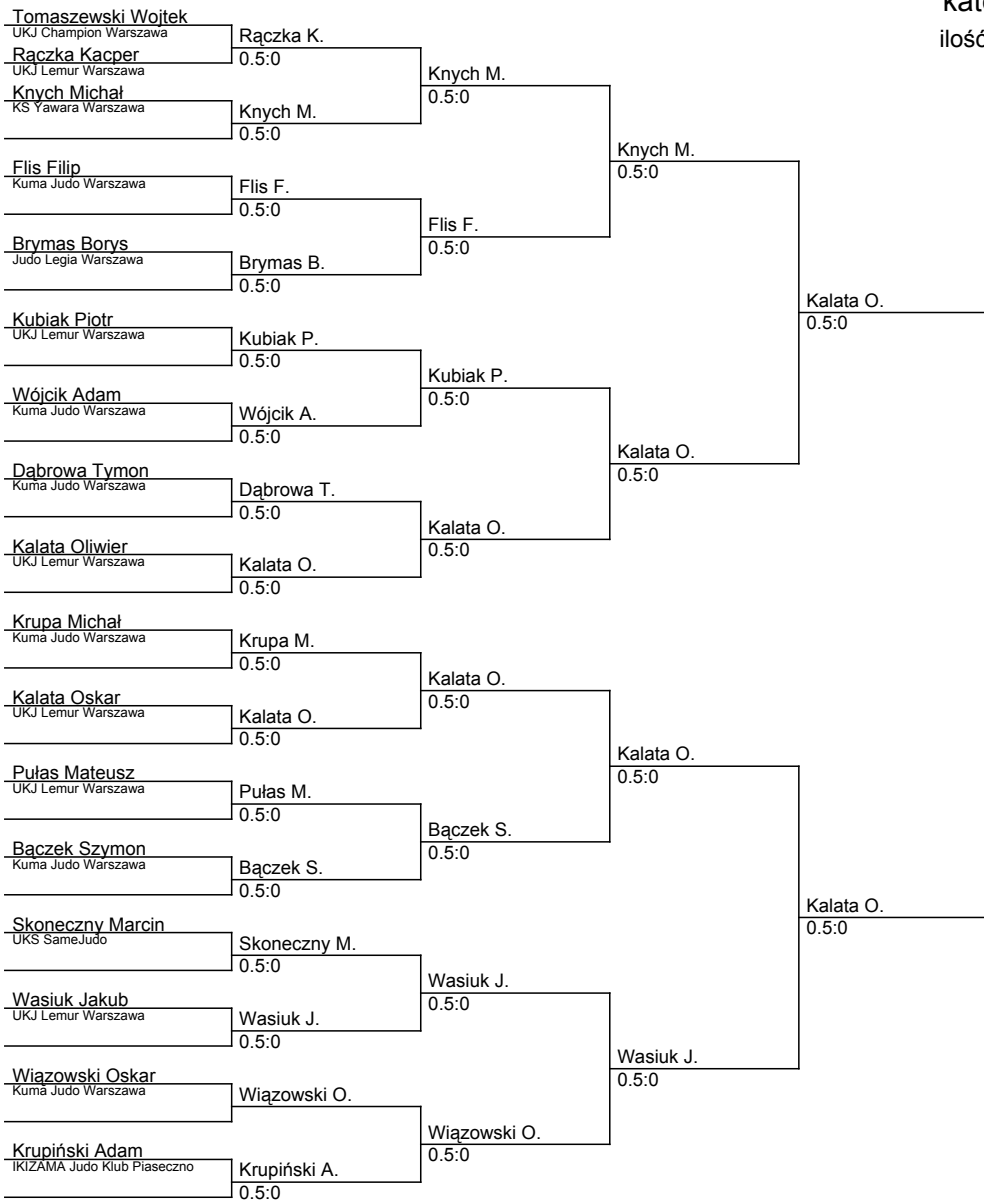 kate
ilość
Tomaszewski Wojtek
UKJ Champion Warszawa
Rączka Kacper
UKJ Lemur Warszawa
Knych Michał
KS Yawara Warszawa
Flis Filip
Kuma Judo Warszawa
Brymas Borys
Judo Legia Warszawa
Kubiak Piotr
UKJ Lemur Warszawa
Wójcik Adam
Kuma Judo Warszawa
Dąbrowa Tymon
Kuma Judo Warszawa
Kalata Oliwier
UKJ Lemur Warszawa
Krupa Michał
Kuma Judo Warszawa
Kalata Oskar
UKJ Lemur Warszawa
Pułas Mateusz
UKJ Lemur Warszawa
Bączek Szymon
Kuma Judo Warszawa
Skoneczny Marcin
UKS SameJudo
Wasiuk Jakub
UKJ Lemur Warszawa
Wiązowski Oskar
Kuma Judo Warszawa
Krupiński Adam
IKIZAMA Judo Klub Piaseczno
Rączka K.
0.5:0
Knych M.
0.5:0
Flis F.
0.5:0
Brymas B.
0.5:0
Kubiak P.
0.5:0
Wójcik A.
0.5:0
Dąbrowa T.
0.5:0
Kalata O.
0.5:0
Krupa M.
0.5:0
Kalata O.
0.5:0
Pułas M.
0.5:0
Bączek S.
0.5:0
Skoneczny M.
0.5:0
Wasiuk J.
0.5:0
Wiązowski O.
Krupiński A.
0.5:0
Knych M.
0.5:0
Flis F.
0.5:0
Kubiak P.
0.5:0
Kalata O.
0.5:0
Kalata O.
0.5:0
Bączek S.
0.5:0
Wasiuk J.
0.5:0
Wiązowski O.
0.5:0
Knych M.
0.5:0
Kalata O.
0.5:0
Kalata O.
0.5:0
Wasiuk J.
0.5:0
Kalata O.
0.5:0
Kalata O.
0.5:0